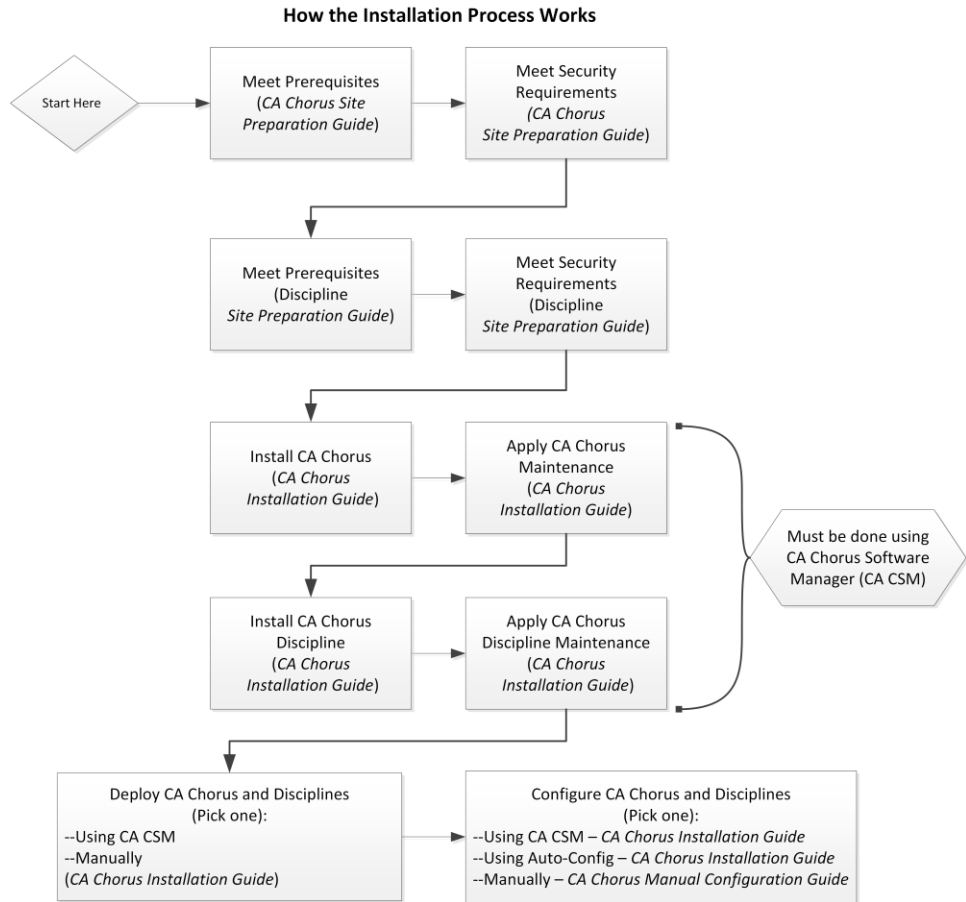 How the Installation Process Works
Start Here
Meet Prerequisites
(CA Chorus Site
Preparation Guide)
Meet Security
Requirements
(CA Chorus
Site Preparation Guide)
Meet Prerequisites
(Discipline
Site Preparation Guide)
Meet Security
Requirements
(Discipline
Site Preparation Guide)
Install CA Chorus
(CA Chorus
Installation Guide)
Apply CA Chorus
Maintenance
(CA Chorus
Installation Guide)
Must be done using
CA Chorus Software
Manager (CA CSM)
Install CA Chorus
Discipline
(CA Chorus
Installation Guide)
Apply CA Chorus
Discipline Maintenance
(CA Chorus
Installation Guide)
Deploy CA Chorus and Disciplines
(Pick one):
--Using CA CSM
--Manually
(CA Chorus Installation Guide)
Configure CA Chorus and Disciplines
(Pick one):
--Using CA CSM – CA Chorus Installation Guide
--Using Auto-Config – CA Chorus Installation Guide
--Manually – CA Chorus Manual Configuration Guide